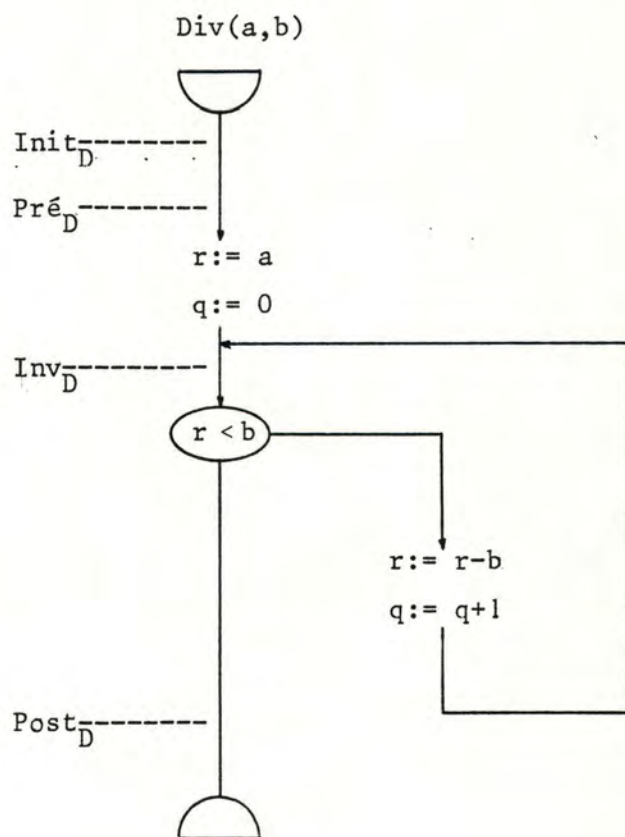 Div(a,b)
Init_D
Pré_D
r:= a
q:= 0
Inv_D
r < b
r:= r-b
q:= q+1
Post_D